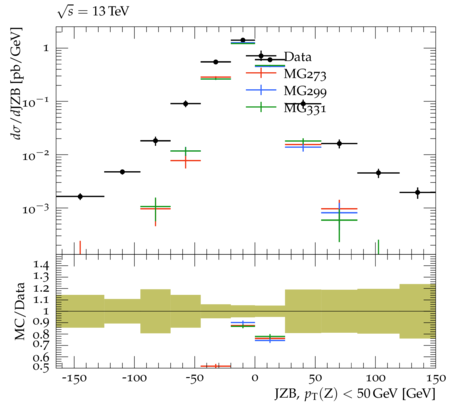 √s = 13 TeV
dσ/dJZB [pb/GeV]
1
10⁻¹
10⁻²
10⁻³
Data
MG273
MG299
MG331
MC/Data
1.4
1.3
1.2
1.1
1
0.9
0.8
0.7
0.6
0.5
-150 -100 -50 0 50 100 150
JZB, pT(Z) < 50 GeV [GeV]